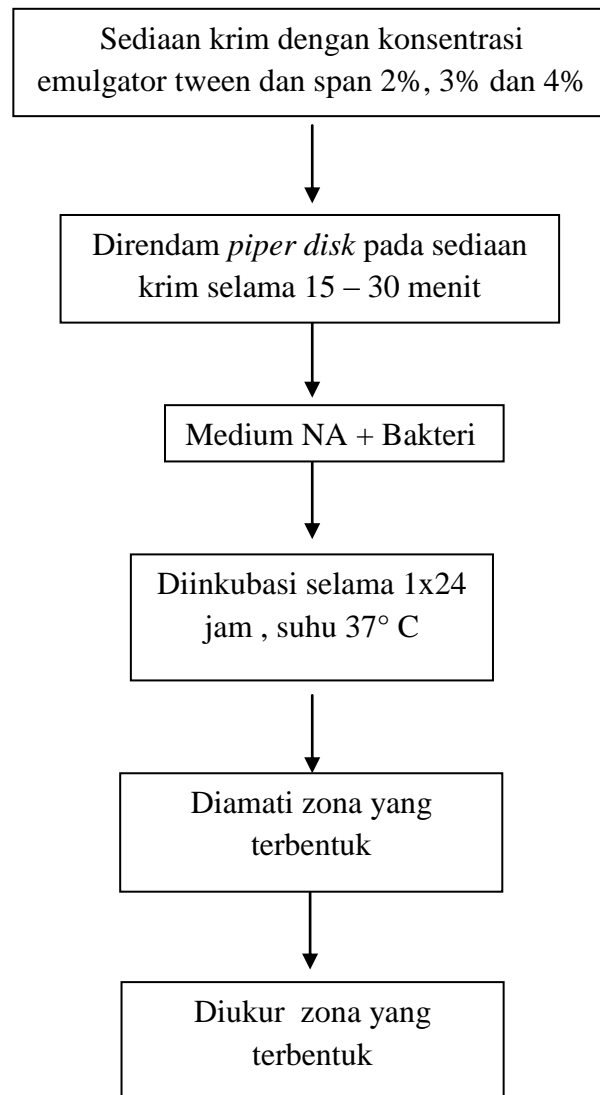 Sediaan krim dengan konsentrasi
emulgator tween dan span 2%, 3% dan 4%
Direndam piper disk pada sediaan
krim selama 15 – 30 menit
Medium NA + Bakteri
Diinkubasi selama 1x24
jam , suhu 37° C
Diamati zona yang
terbentuk
Diukur  zona yang
terbentuk